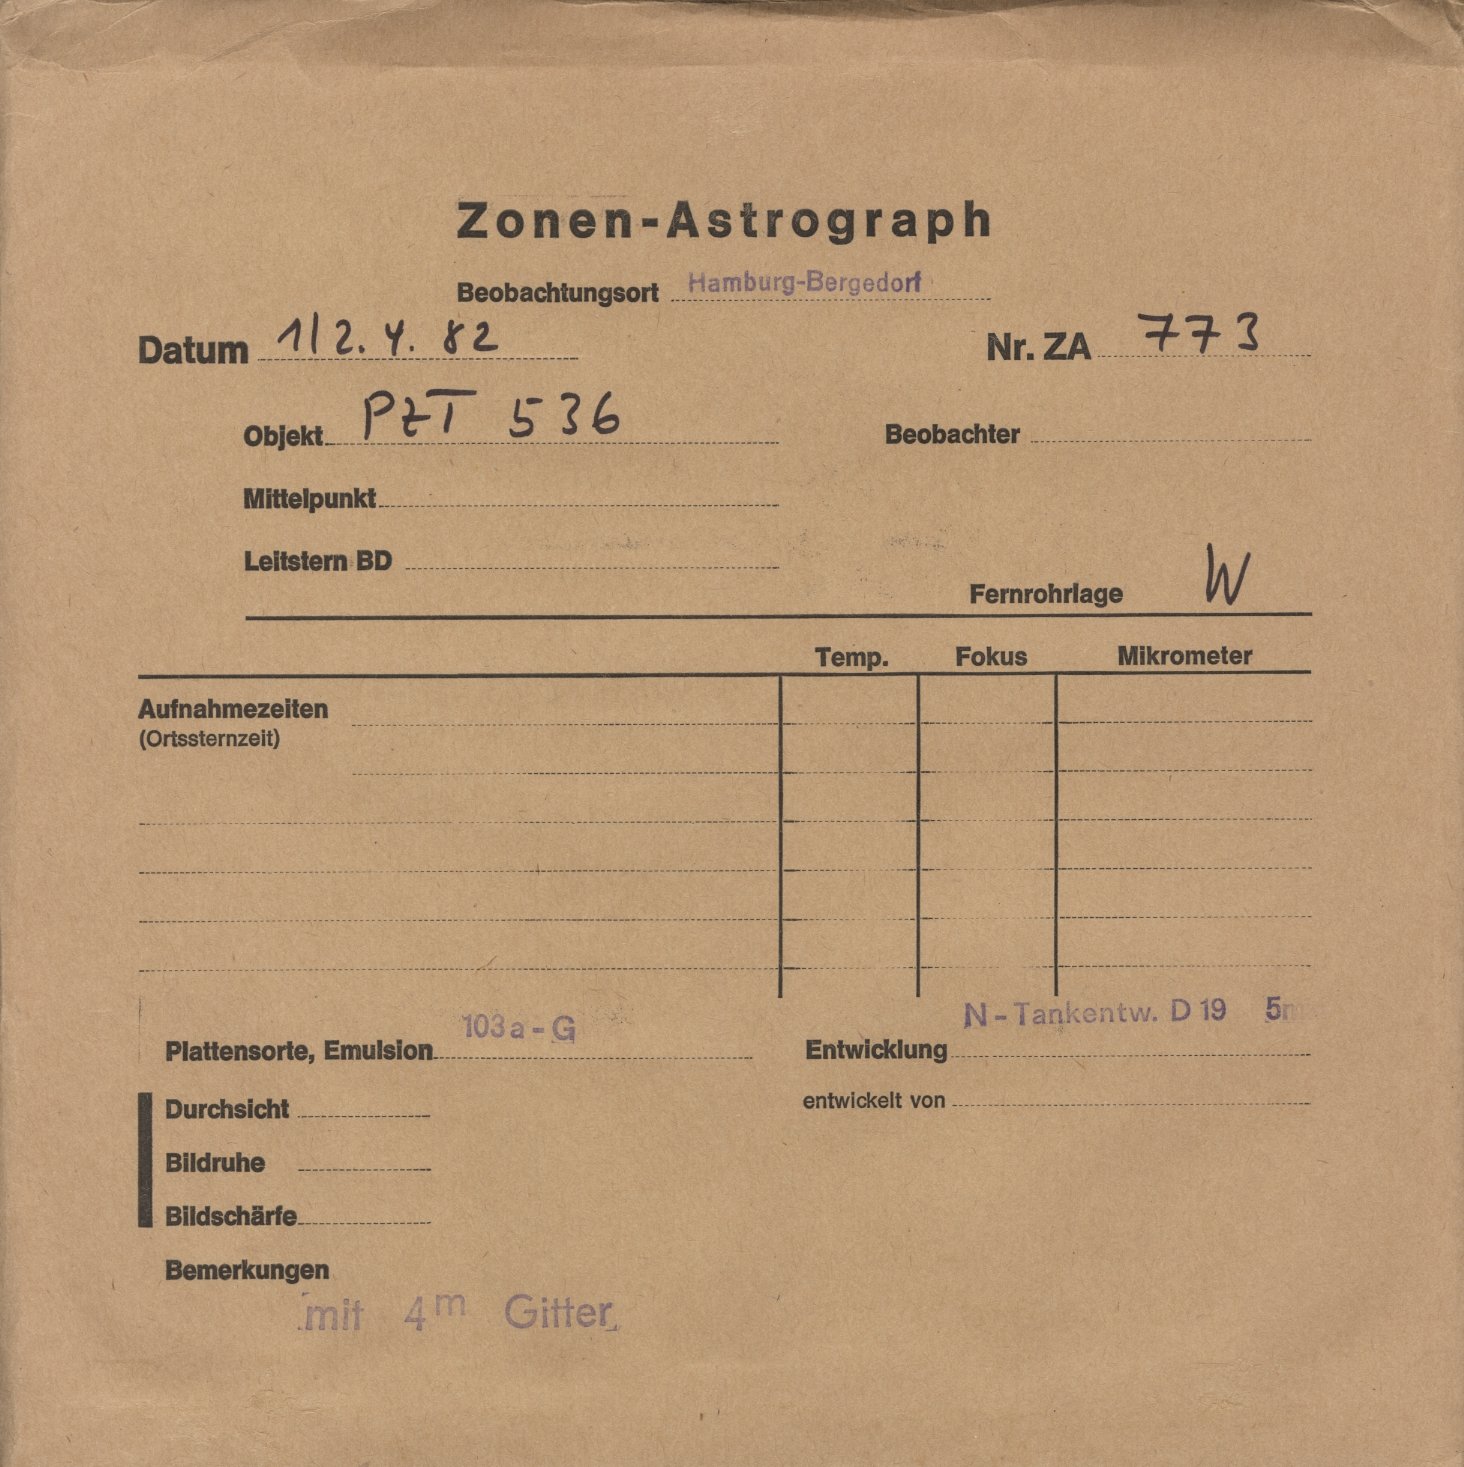 Zonen-Astrograph
Beobachtungsort Hamburg-Bergedorf
Datum 1/2. 4. 82 Nr. ZA 773
Objekt PZT 536 Beobachter
Mittelpunkt
Leitstern BD
Fernrohrlage W
Temp. Fokus Mikrometer
Aufnahmezeiten
(Ortssternzeit)
Plattensorte, Emulsion 103a-G Entwicklung N-Tankentw. D 19 5
Durchsicht entwickelt von
Bildruhe
Bildschärfe
Bemerkungen
mit 4m Gitter